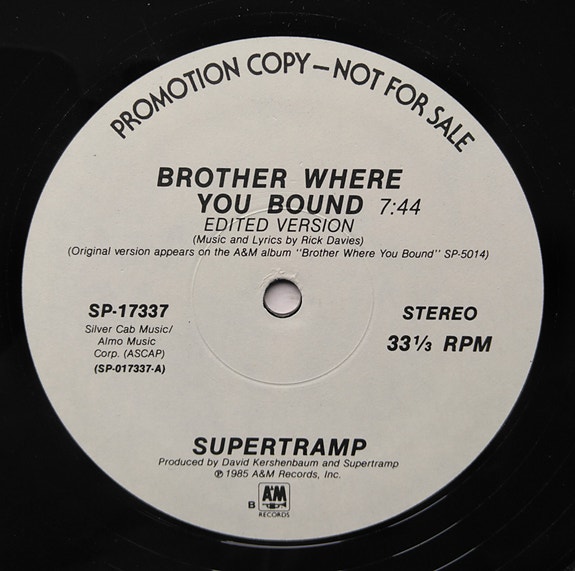 PROMOTION COPY — NOT FOR SALE
BROTHER WHERE
YOU BOUND 7:44
EDITED VERSION
(Music and Lyrics by Rick Davies)
(Original version appears on the A&M album "Brother Where You Bound" SP-5014)
SP-17337
Silver Cab Music/
Almo Music
Corp. (ASCAP)
(SP-017337-A)
STEREO
33 1/3 RPM
SUPERTRAMP
Produced by David Kershenbaum and Supertramp
℗ 1985 A&M Records, Inc.
B
A&M
RECORDS